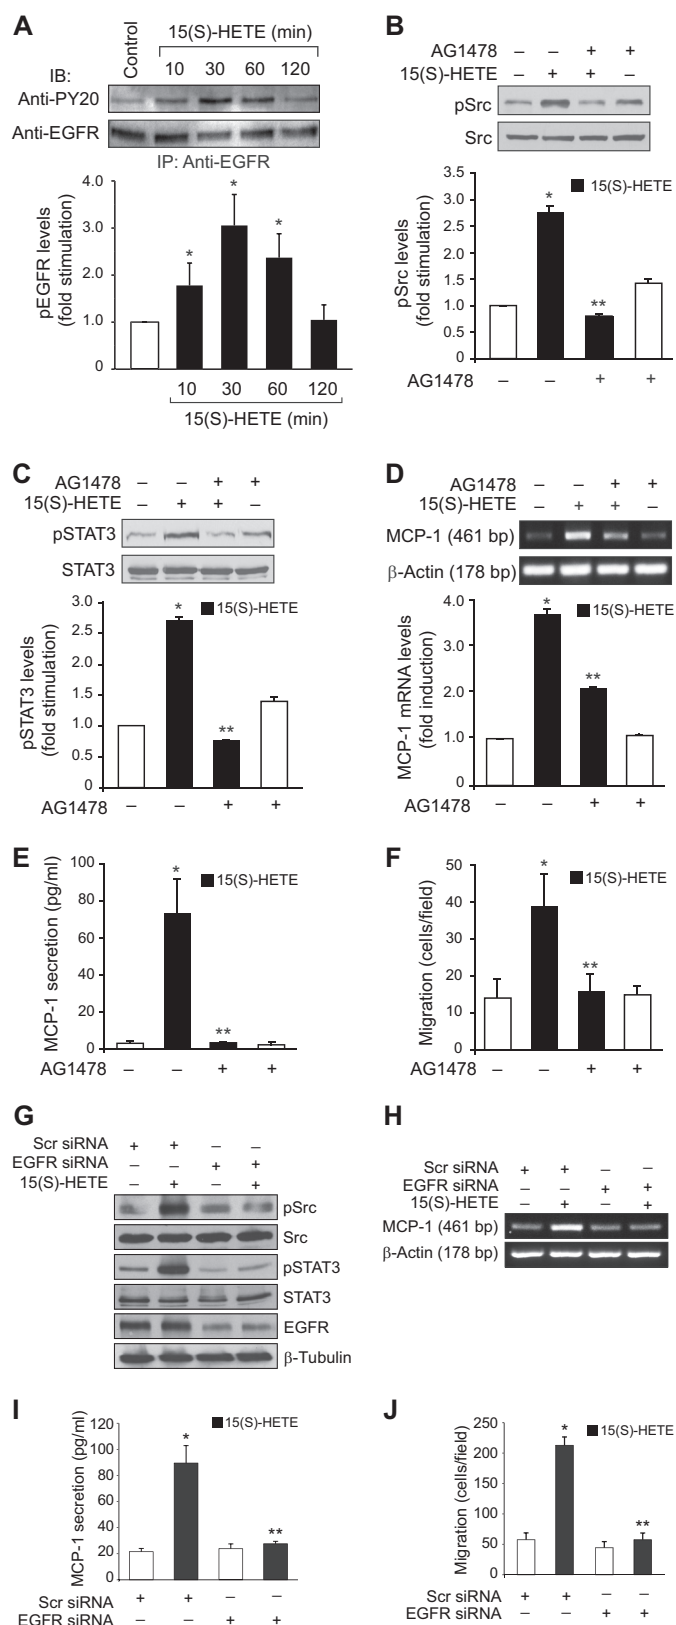 A
Control
15(S)-HETE (min)
10 30 60 120
IB:
Anti-PY20
Anti-EGFR
IP: Anti-EGFR
pEGFR levels
(fold stimulation)
4.0
3.0
2.0
1.0
0
* * *
10 30 60 120
15(S)-HETE (min)
B
AG1478 – – + +
15(S)-HETE – + + –
pSrc
Src
pSrc levels
(fold stimulation)
3.5
3.0
2.5
2.0
1.5
1.0
0.5
0
15(S)-HETE
*
**
AG1478 – – + +
C
AG1478 – – + +
15(S)-HETE – + + –
pSTAT3
STAT3
pSTAT3 levels
(fold stimulation)
3.0
2.5
2.0
1.5
1.0
0.5
0
15(S)-HETE
*
**
AG1478 – – + +
D
AG1478 – – + +
15(S)-HETE – + + –
MCP-1 (461 bp)
β-Actin (178 bp)
MCP-1 mRNA levels
(fold induction)
4.0
3.0
2.0
1.0
0
15(S)-HETE
*
**
AG1478 – – + +
E
MCP-1 secretion (pg/ml)
100
80
60
40
20
0
15(S)-HETE
*
**
AG1478 – – + +
F
Migration (cells/field)
50
40
30
20
10
0
15(S)-HETE
*
**
AG1478 – – + +
G
Scr siRNA + + – –
EGFR siRNA – – + +
15(S)-HETE – + – +
pSrc
Src
pSTAT3
STAT3
EGFR
β-Tubulin
H
Scr siRNA + + – –
EGFR siRNA – – + +
15(S)-HETE – + – +
MCP-1 (461 bp)
β-Actin (178 bp)
I
MCP-1 secretion (pg/ml)
120
100
80
60
40
20
0
15(S)-HETE
*
**
Scr siRNA + + – –
EGFR siRNA – – + +
J
Migration (cells/field)
250
200
150
100
50
0
15(S)-HETE
*
**
Scr siRNA + + – –
EGFR siRNA – – + +